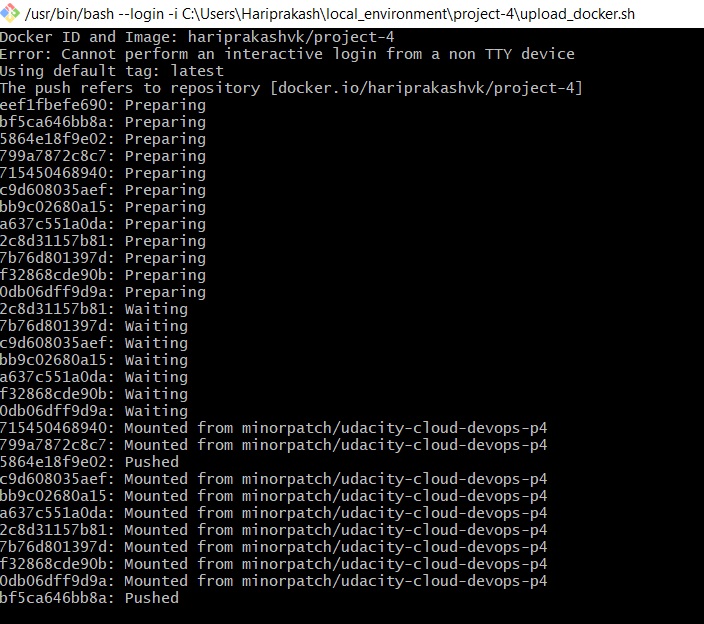 /usr/bin/bash --login -i C:\Users\Hariprakash\local_environment\project-4\upload_docker.sh
Docker ID and Image: hariprakashvk/project-4
Error: Cannot perform an interactive login from a non TTY device
Using default tag: latest
The push refers to repository [docker.io/hariprakashvk/project-4]
eef1fbefe690: Preparing
bf5ca646bb8a: Preparing
5864e18f9e02: Preparing
799a7872c8c7: Preparing
715450468940: Preparing
c9d608035aef: Preparing
bb9c02680a15: Preparing
a637c551a0da: Preparing
2c8d31157b81: Preparing
7b76d801397d: Preparing
f32868cde90b: Preparing
0db06dff9d9a: Preparing
2c8d31157b81: Waiting
7b76d801397d: Waiting
c9d608035aef: Waiting
bb9c02680a15: Waiting
a637c551a0da: Waiting
f32868cde90b: Waiting
0db06dff9d9a: Waiting
715450468940: Mounted from minorpatch/udacity-cloud-devops-p4
799a7872c8c7: Mounted from minorpatch/udacity-cloud-devops-p4
5864e18f9e02: Pushed
c9d608035aef: Mounted from minorpatch/udacity-cloud-devops-p4
bb9c02680a15: Mounted from minorpatch/udacity-cloud-devops-p4
a637c551a0da: Mounted from minorpatch/udacity-cloud-devops-p4
2c8d31157b81: Mounted from minorpatch/udacity-cloud-devops-p4
7b76d801397d: Mounted from minorpatch/udacity-cloud-devops-p4
f32868cde90b: Mounted from minorpatch/udacity-cloud-devops-p4
0db06dff9d9a: Mounted from minorpatch/udacity-cloud-devops-p4
bf5ca646bb8a: Pushed